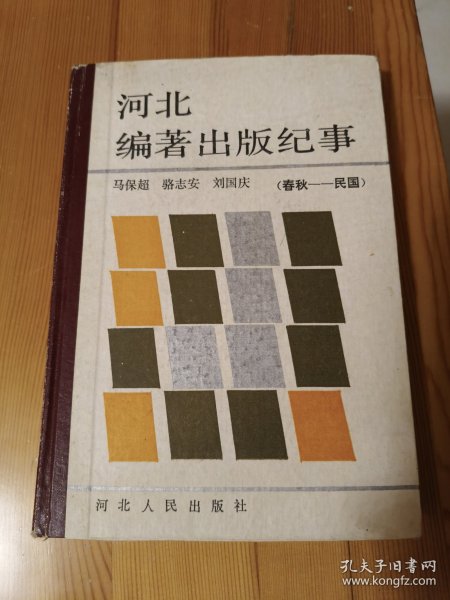 河北
编著出版纪事
马保超 骆志安 刘国庆 (春秋——民国)
河北人民出版社
孔夫子旧书网
www.kongfz.com